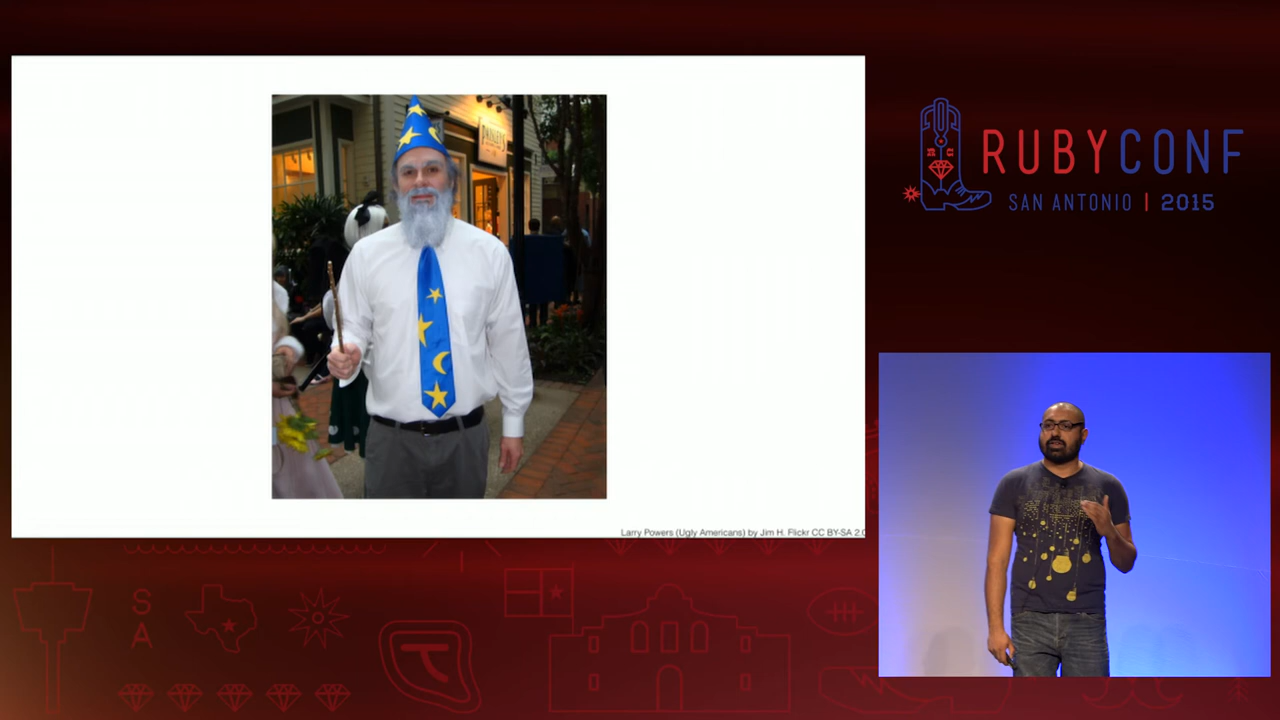 RUBYCONF
SAN ANTONIO | 2015
Larry Powers (Ugly Americans) by Jim H. Flickr CC BY-SA 2.0
S
A